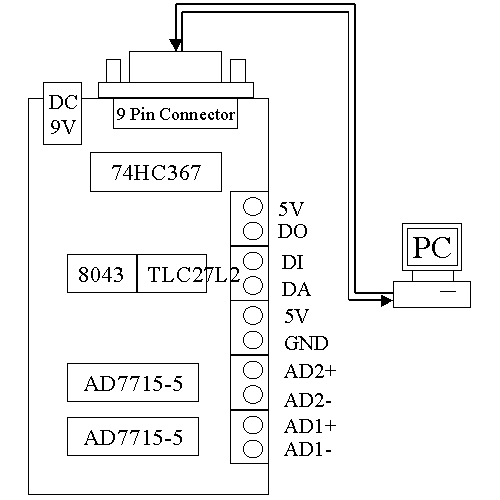 DC
9V
9 Pin Connector
74HC367
5V
DO
PC
8043 TLC27L2
DI
DA
5V
GND
AD7715-5
AD2+
AD2-
AD7715-5
AD1+
AD1-